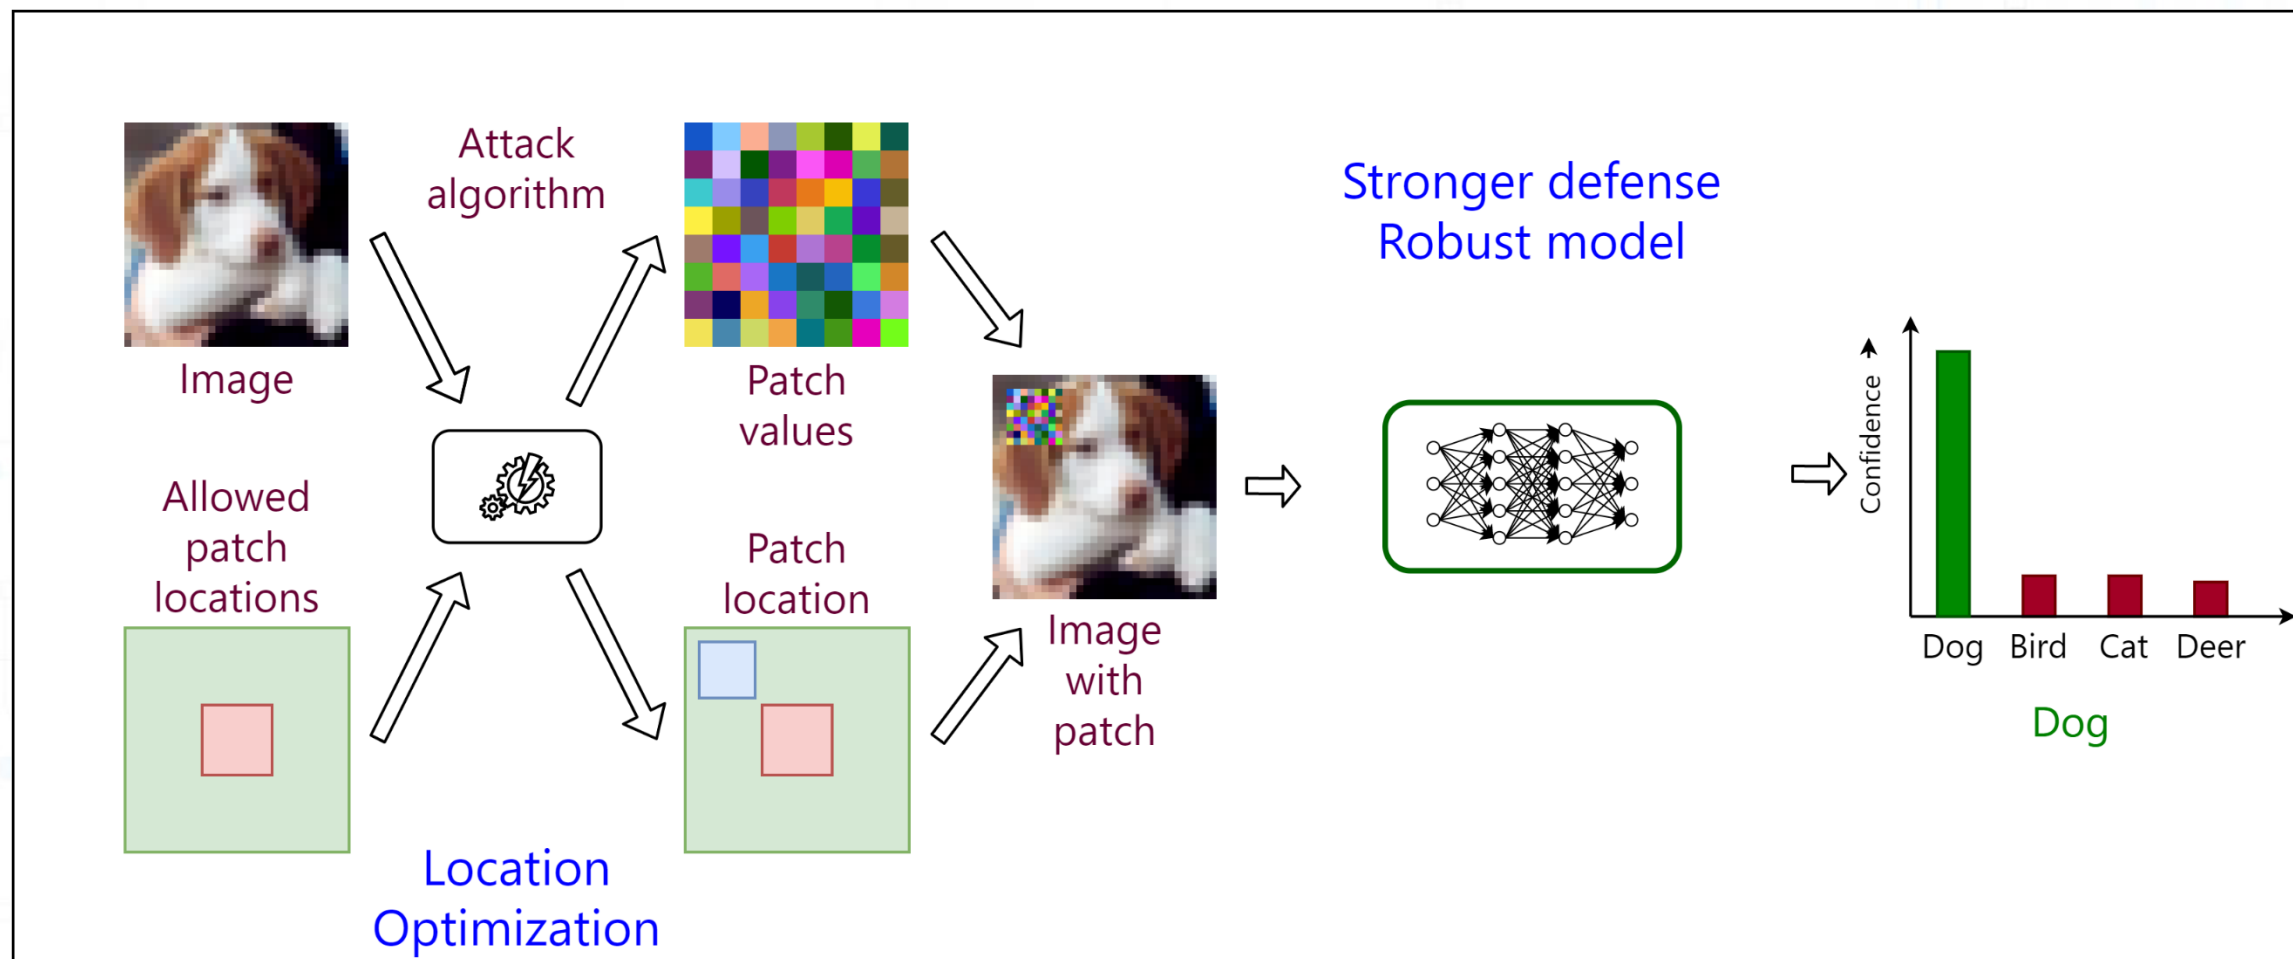 Attack
algorithm
Image
Patch
values
Allowed
patch
locations
Patch
location
Location
Optimization
Image
with
patch
Stronger defense
Robust model
Confidence
Dog Bird Cat Deer
Dog